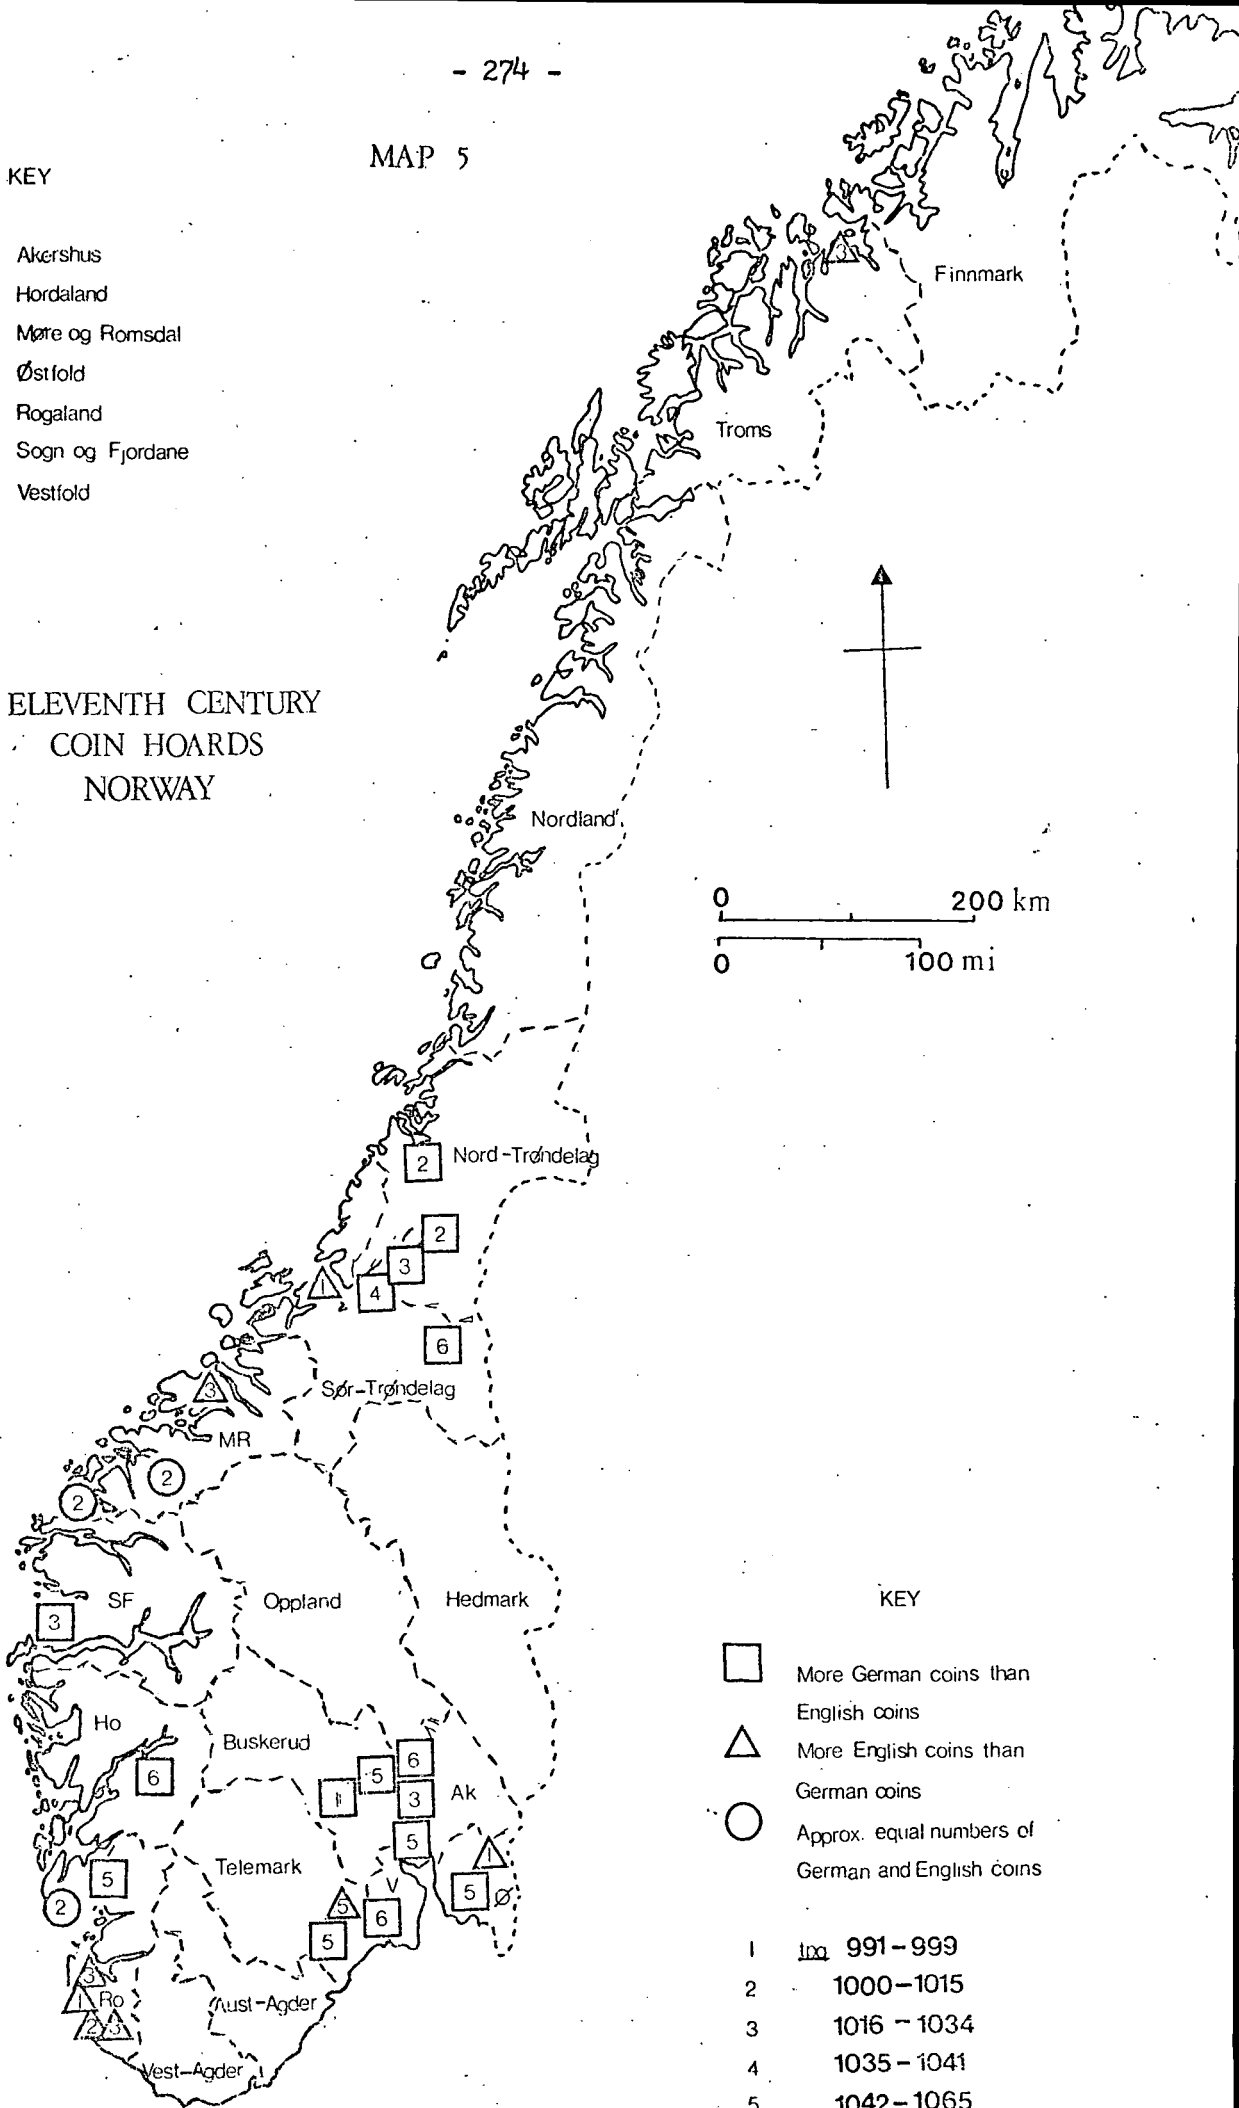 - 274 -
MAP 5
KEY
Akershus
Hordaland
Møre og Romsdal
Østfold
Rogaland
Sogn og Fjordane
Vestfold
ELEVENTH CENTURY
COIN HOARDS
NORWAY
3
Finnmark
Troms
Nordland
0 200 km
0 100 mi
2
Nord-Trøndelag
2
3
1
4
6
3
Sør-Trøndelag
MR
2
2
SF
Oppland
Hedmark
3
Ho
Buskerud
6
5
6
1
3
Ak
5
1
Telemark
5
V
5
Ø
2
5
6
5
3
1
Ro
Aust-Agder
2
3
Vest-Agder
KEY
More German coins than
English coins
More English coins than
German coins
Approx. equal numbers of
German and English coins
1 tpq 991-999
2 1000-1015
3 1016-1034
4 1035-1041
5 1042-1065